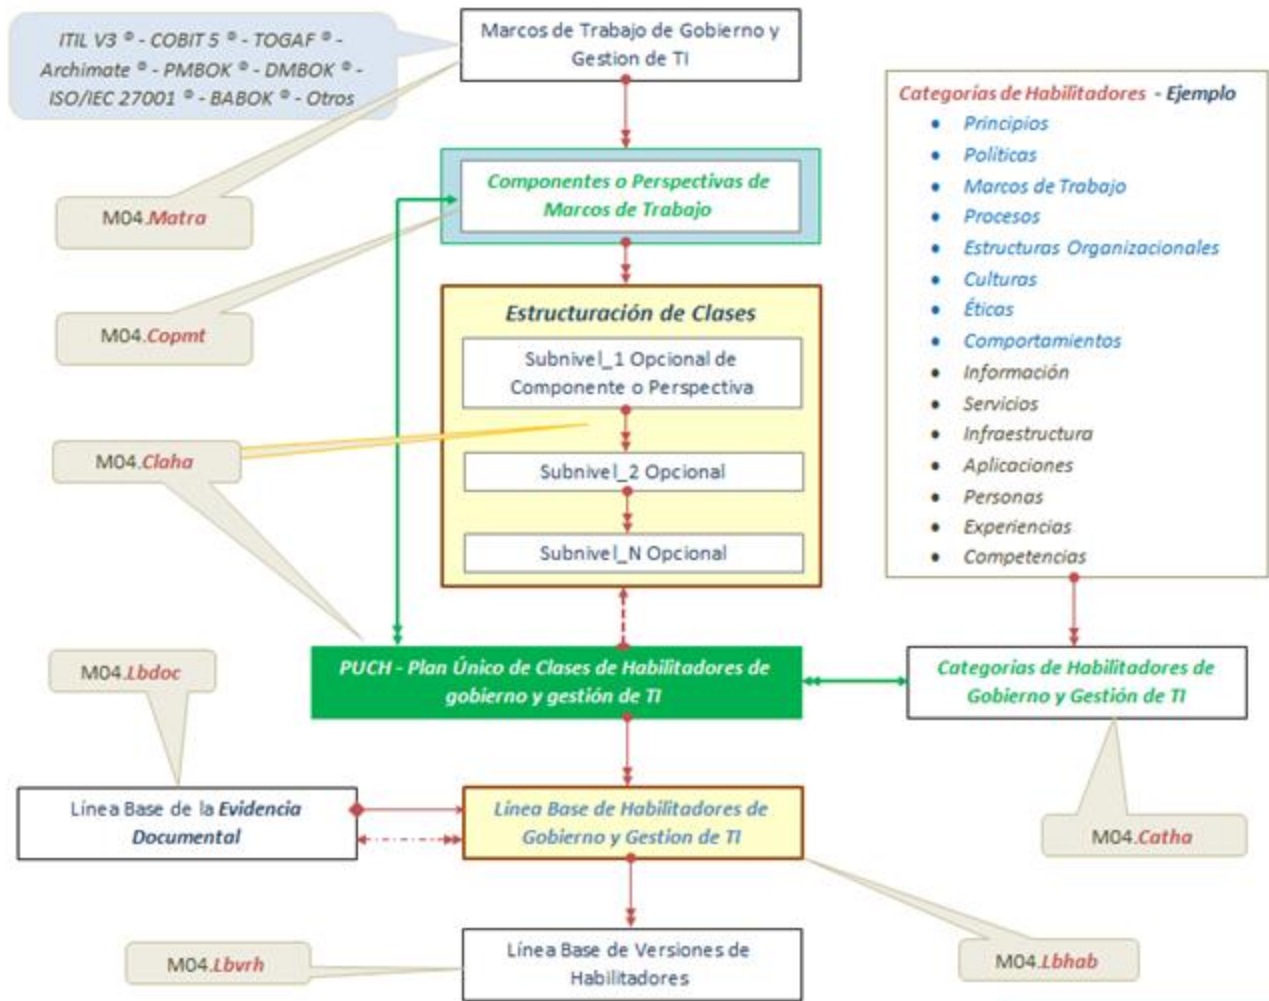 ITIL V3 ® - COBIT 5 ® - TOGAF ® -
Archimate ® - PMBOK ® - DMBOK ® -
ISO/IEC 27001 ® - BABOK ® - Otros
Marcos de Trabajo de Gobierno y
Gestion de TI
Categorías de Habilitadores - Ejemplo
• Principios
• Políticas
• Marcos de Trabajo
• Procesos
• Estructuras Organizacionales
• Culturas
• Éticas
• Comportamientos
• Información
• Servicios
• Infraestructura
• Aplicaciones
• Personas
• Experiencias
• Competencias
M04.Matra
Componentes o Perspectivas de
Marcos de Trabajo
M04.Copmt
Estructuración de Clases
Subnivel_1 Opcional de
Componente o Perspectiva
M04.Claha
Subnivel_2 Opcional
Subnivel_N Opcional
M04.Lbdoc
PUCH - Plan Único de Clases de Habilitadores de
gobierno y gestión de TI
Categorías de Habilitadores de
Gobierno y Gestión de TI
Línea Base de la Evidencia
Documental
Línea Base de Habilitadores de
Gobierno y Gestion de TI
M04.Catha
M04.Lbvrh
Línea Base de Versiones de
Habilitadores
M04.Lbhab